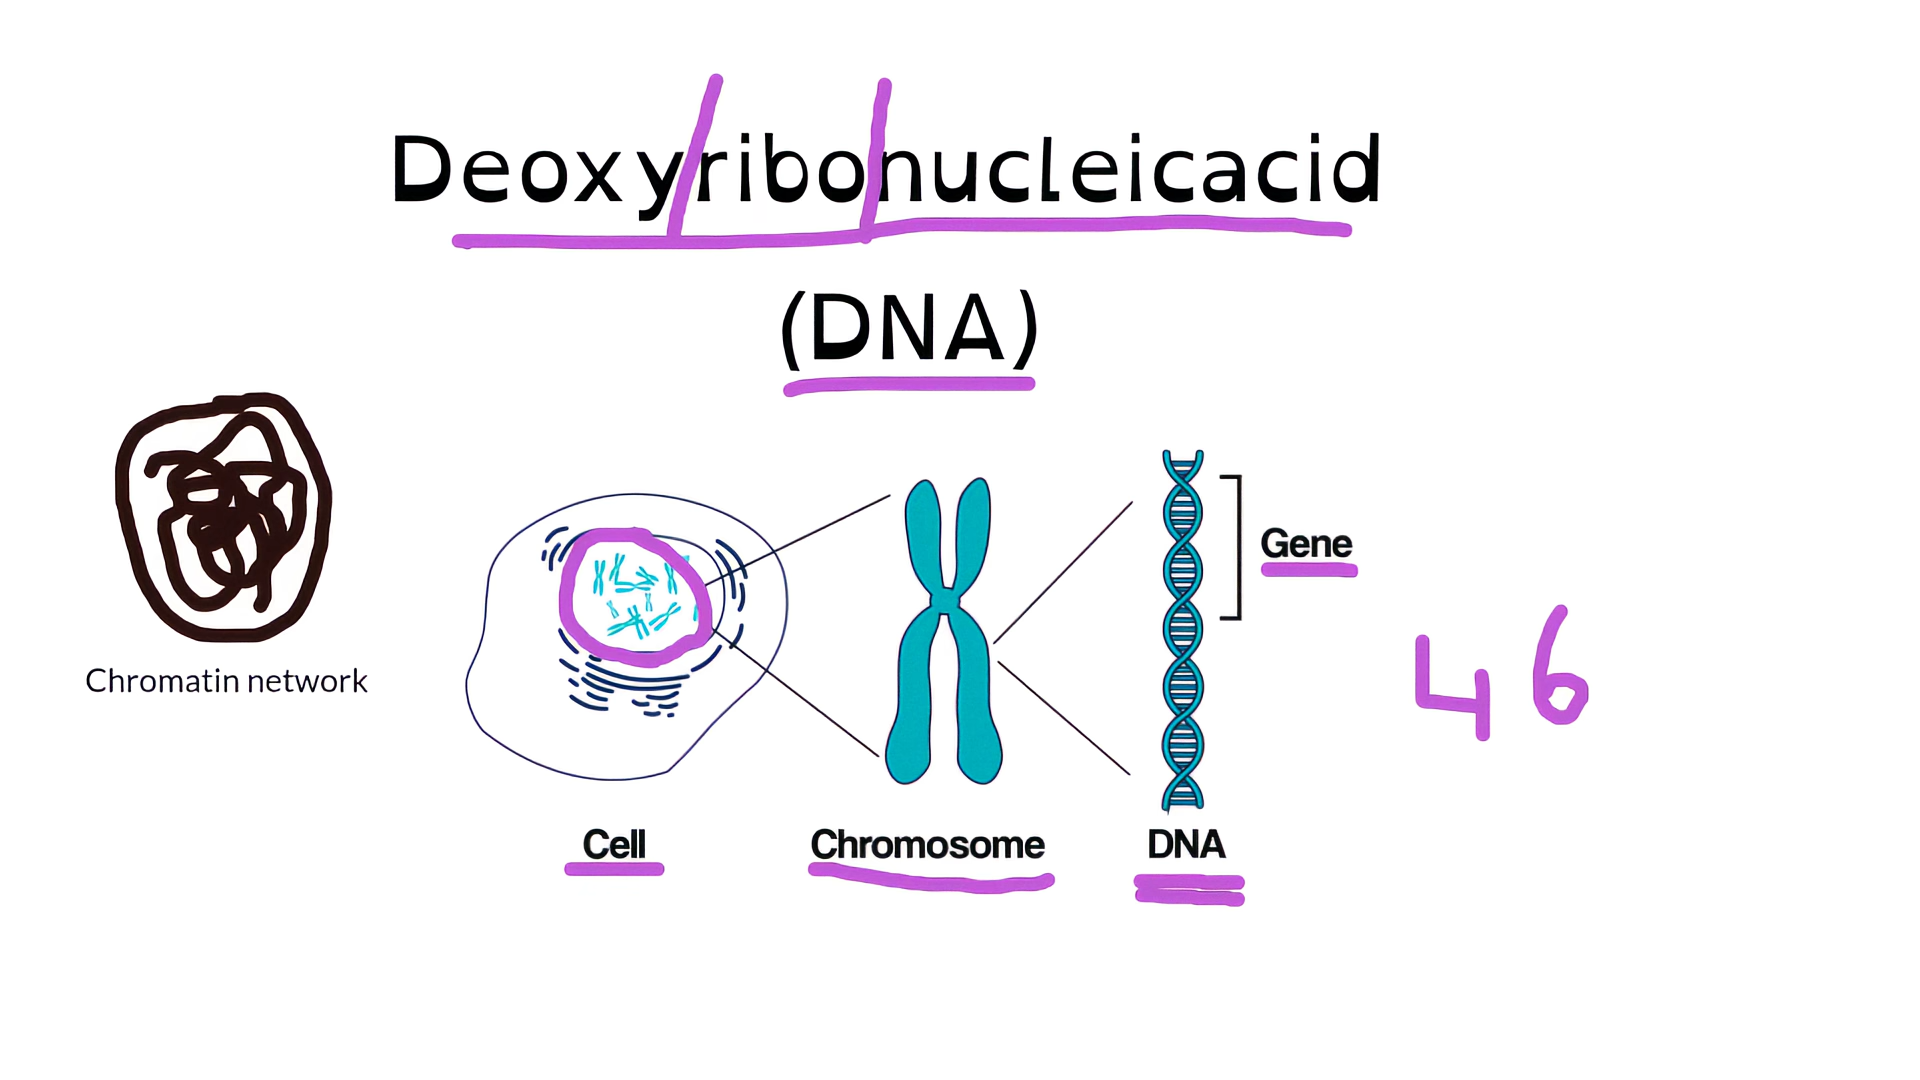 Deoxyribonucleicacid
(DNA)
Gene
46
Chromatin network
Cell
Chromosome
DNA